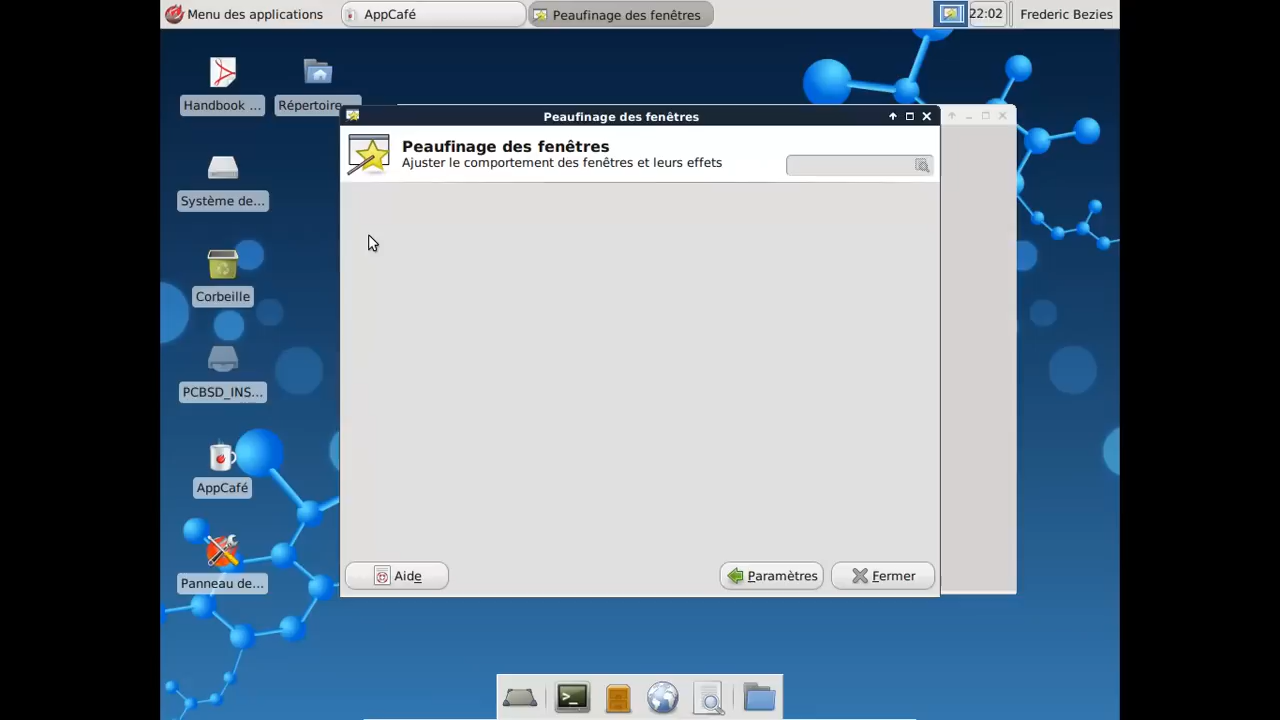 Menu des applications
AppCafé
Peaufinage des fenêtres
22:02
Frederic Bezies
Handbook ...
Répertoire...
Peaufinage des fenêtres
Peaufinage des fenêtres
Ajuster le comportement des fenêtres et leurs effets
Système de...
Corbeille
PCBSD_INS...
AppCafé
Panneau de...
Aide
Paramètres
Fermer